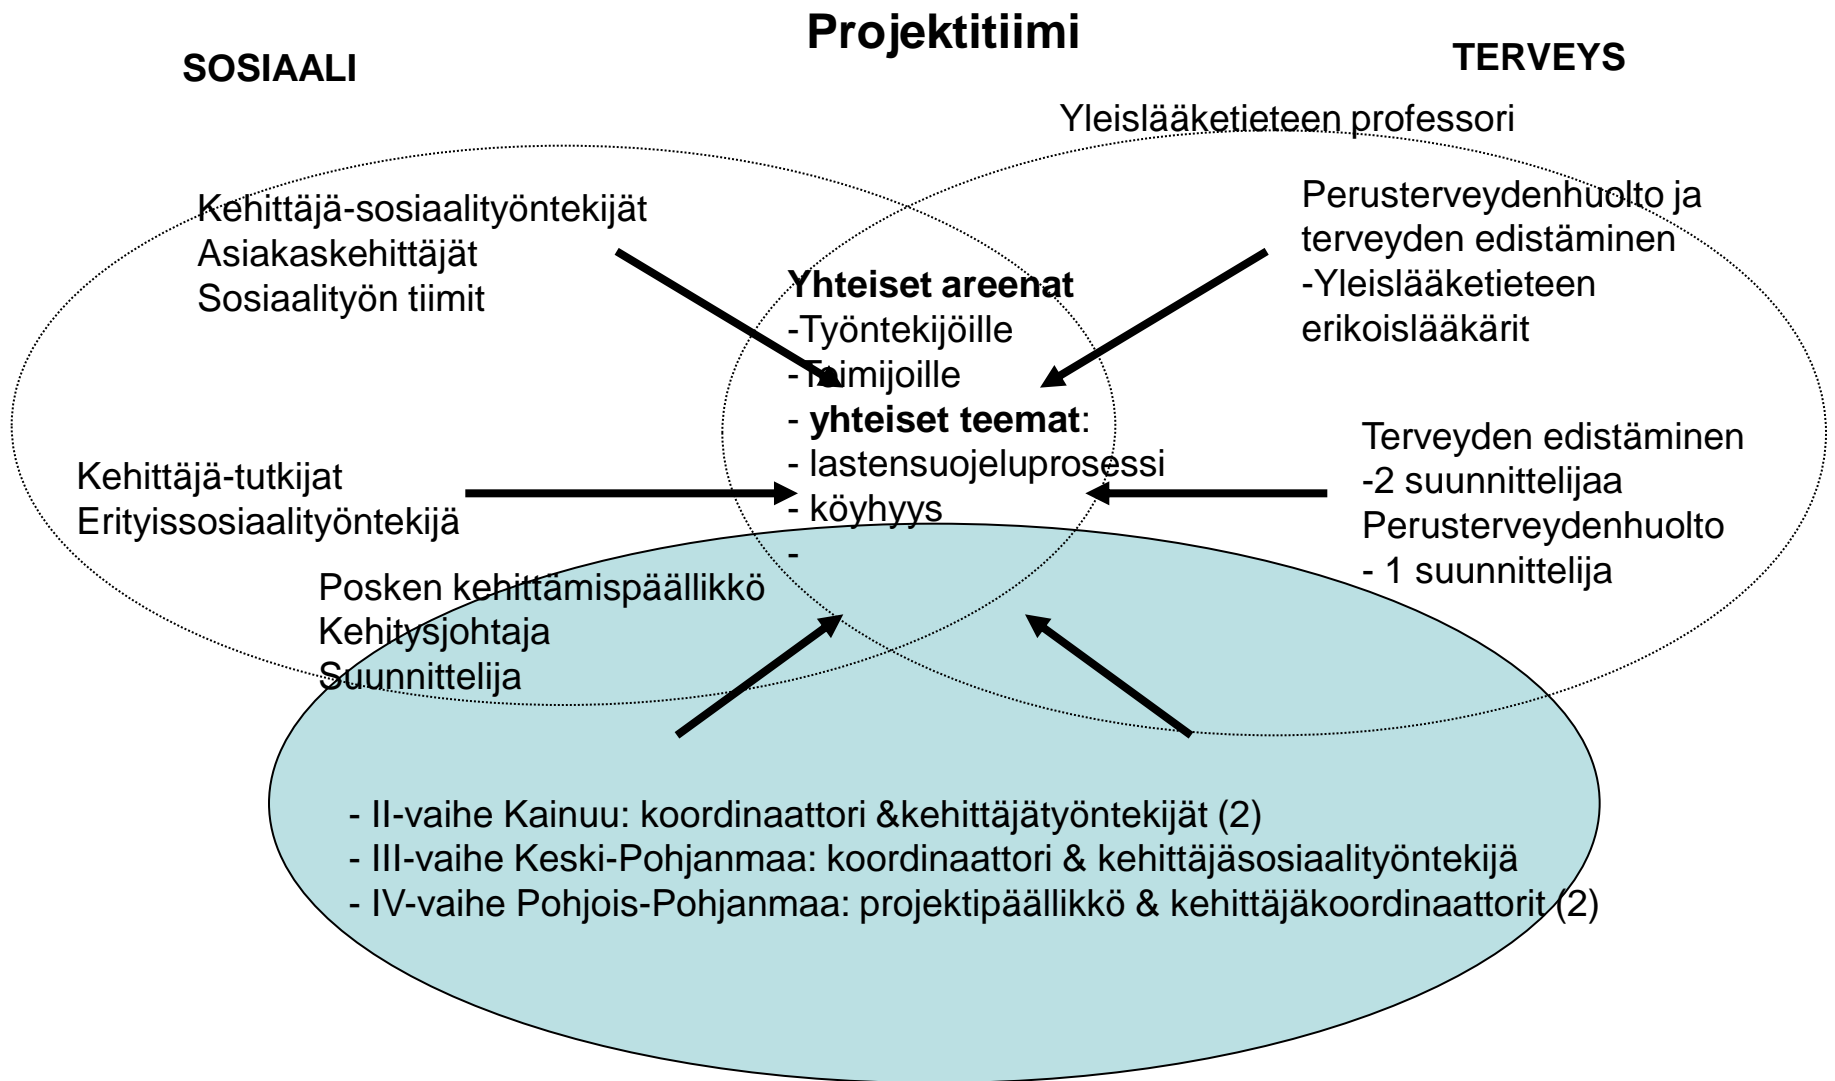 Projektitiimi
SOSIAALI
TERVEYS
Yleislääketieteen professori
Kehittäjä-sosiaalityöntekijät
Asiakaskehittäjät
Sosiaalityön tiimit
Perusterveydenhuolto ja
terveyden edistäminen
-Yleislääketieteen
erikoislääkärit
Yhteiset areenat
-Työntekijöille
-Toimijoille
- yhteiset teemat:
- lastensuojeluprosessi
- köyhyys
-
Kehittäjä-tutkijat
Erityissosiaalityöntekijä
Terveyden edistäminen
-2 suunnittelijaa
Perusterveydenhuolto
- 1 suunnittelija
Posken kehittämispäällikkö
Kehitysjohtaja
Suunnittelija
- II-vaihe Kainuu: koordinaattori &kehittäjätyöntekijät (2)
- III-vaihe Keski-Pohjanmaa: koordinaattori & kehittäjäsosiaalityöntekijä
- IV-vaihe Pohjois-Pohjanmaa: projektipäällikkö & kehittäjäkoordinaattorit (2)